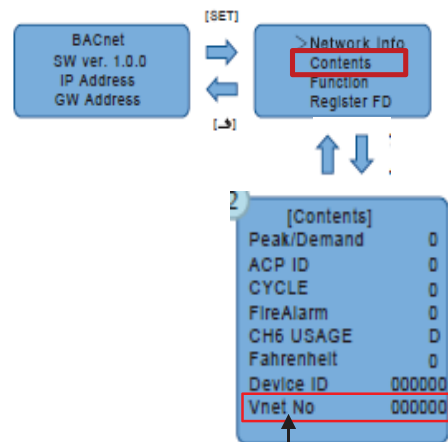 [SET]
BACnet
SW ver. 1.0.0
IP Address
GW Address
>Network Info
Contents
Function
Register FD
2
[Contents]
Peak/Demand 0
ACP ID 0
CYCLE 0
FireAlarm 0
CH6 USAGE D
Fahrenheit 0
Device ID 000000
Vnet No 000000